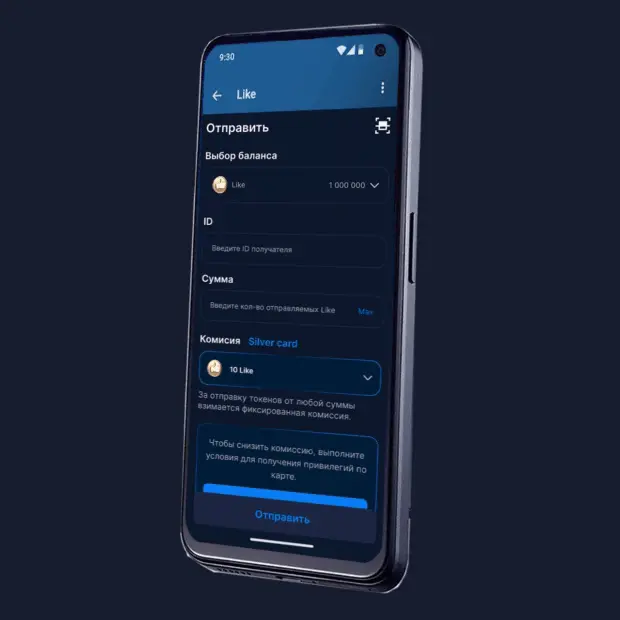 9:30
Like
Отправить
Выбор баланса
Like 1 000 000
ID
Введите ID получателя
Сумма
Введите кол-во отправляемых Like Max
Комисия Silver card
10 Like
За отправку токенов от любой суммы
взимается фиксированная комиссия.
Чтобы снизить комиссию, выполните
условия для получения привилегий по
карте.
Отправить